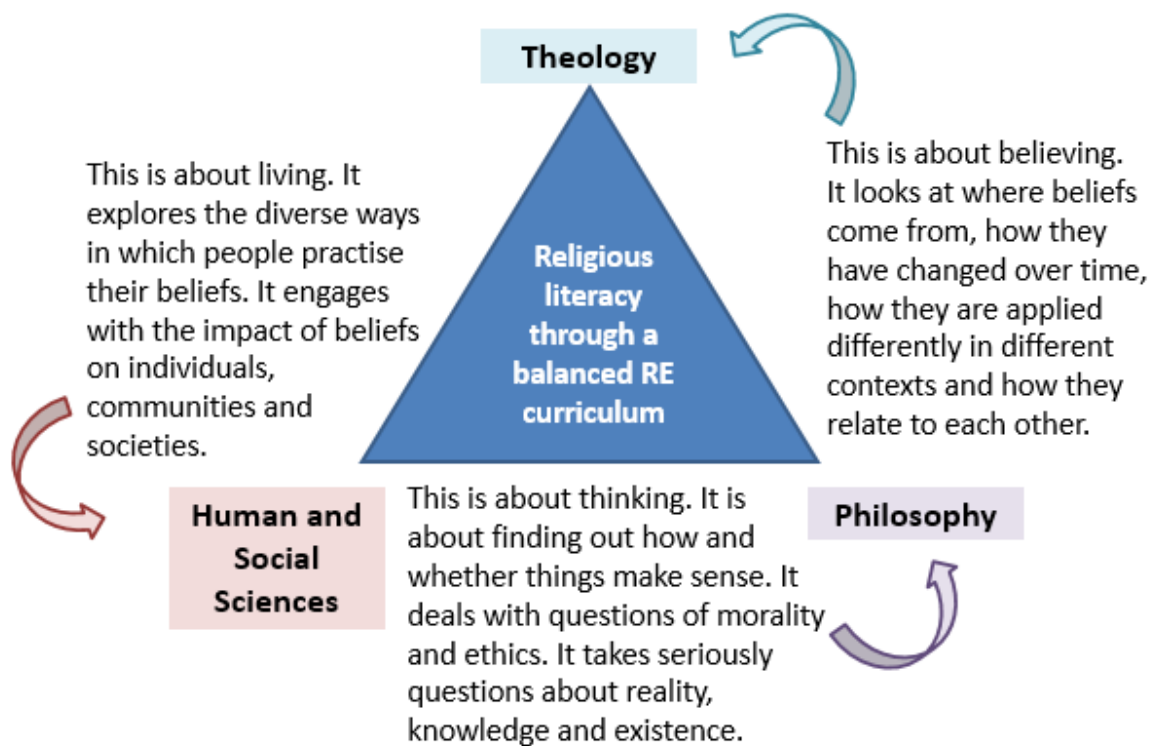 Theology
This is about living. It
explores the diverse ways
in which people practise
their beliefs. It engages
with the impact of beliefs
on individuals,
communities and
societies.
Religious
literacy
through a
balanced RE
curriculum
This is about believing.
It looks at where beliefs
come from, how they
have changed over time,
how they are applied
differently in different
contexts and how they
relate to each other.
Human and
Social
Sciences
This is about thinking. It is
about finding out how and
whether things make sense. It
deals with questions of morality
and ethics. It takes seriously
questions about reality,
knowledge and existence.
Philosophy